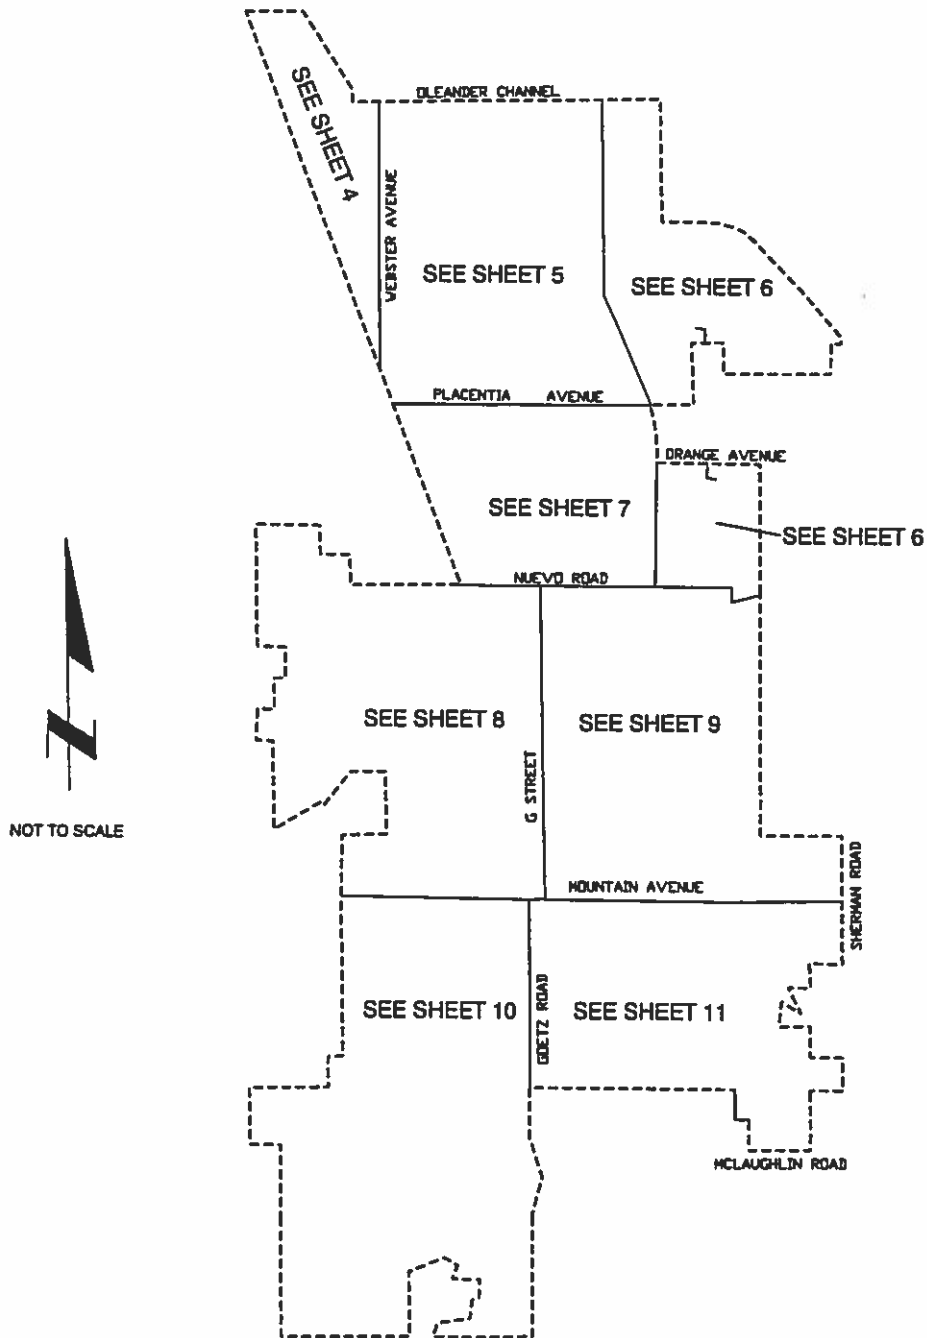 OLEANDER CHANNEL
SEE SHEET 4
WEBSTER AVENUE
SEE SHEET 5
SEE SHEET 6
PLACENTIA AVENUE
ORANGE AVENUE
SEE SHEET 7
SEE SHEET 6
NUEVO ROAD
SEE SHEET 8
SEE SHEET 9
G STREET
NOT TO SCALE
MOUNTAIN AVENUE
SHERMAN ROAD
SEE SHEET 10
GOETZ ROAD
SEE SHEET 11
MCLAUGHLIN ROAD